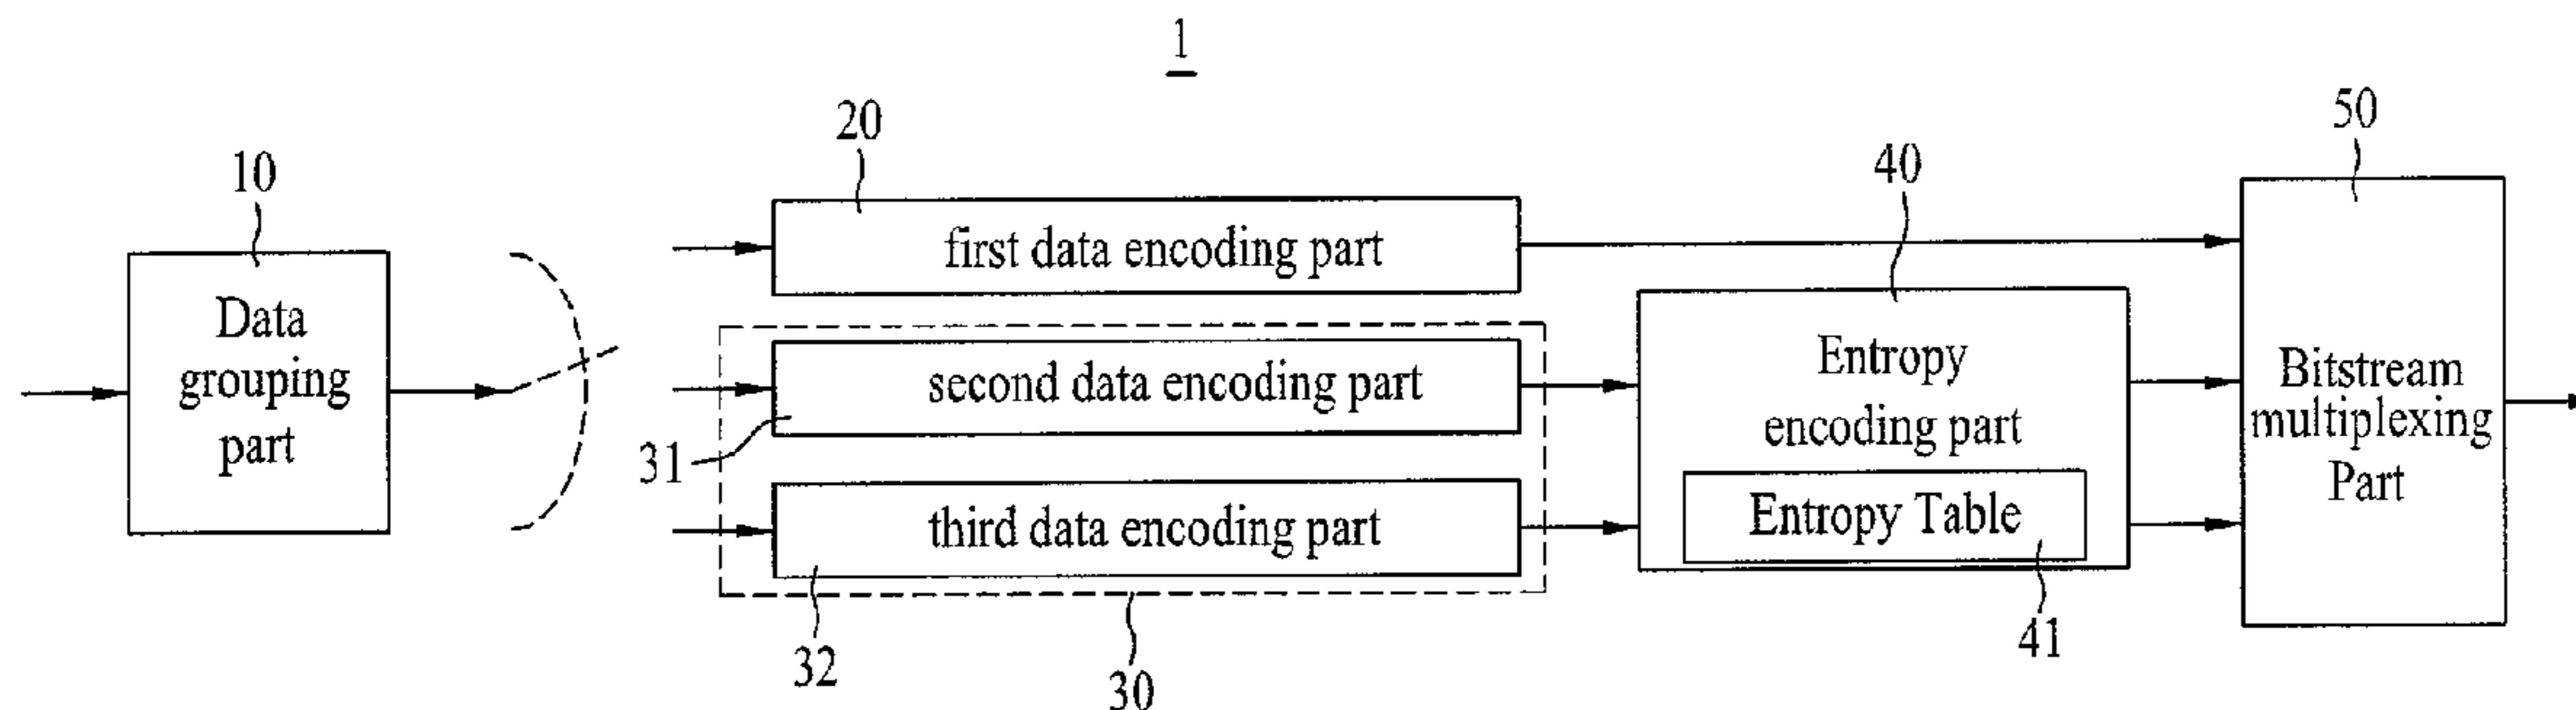 1
10
Data
grouping
part
20
first data encoding part
31
second data encoding part
32
third data encoding part
30
40
Entropy
encoding part
Entropy Table
41
50
Bitstream
multiplexing
Part